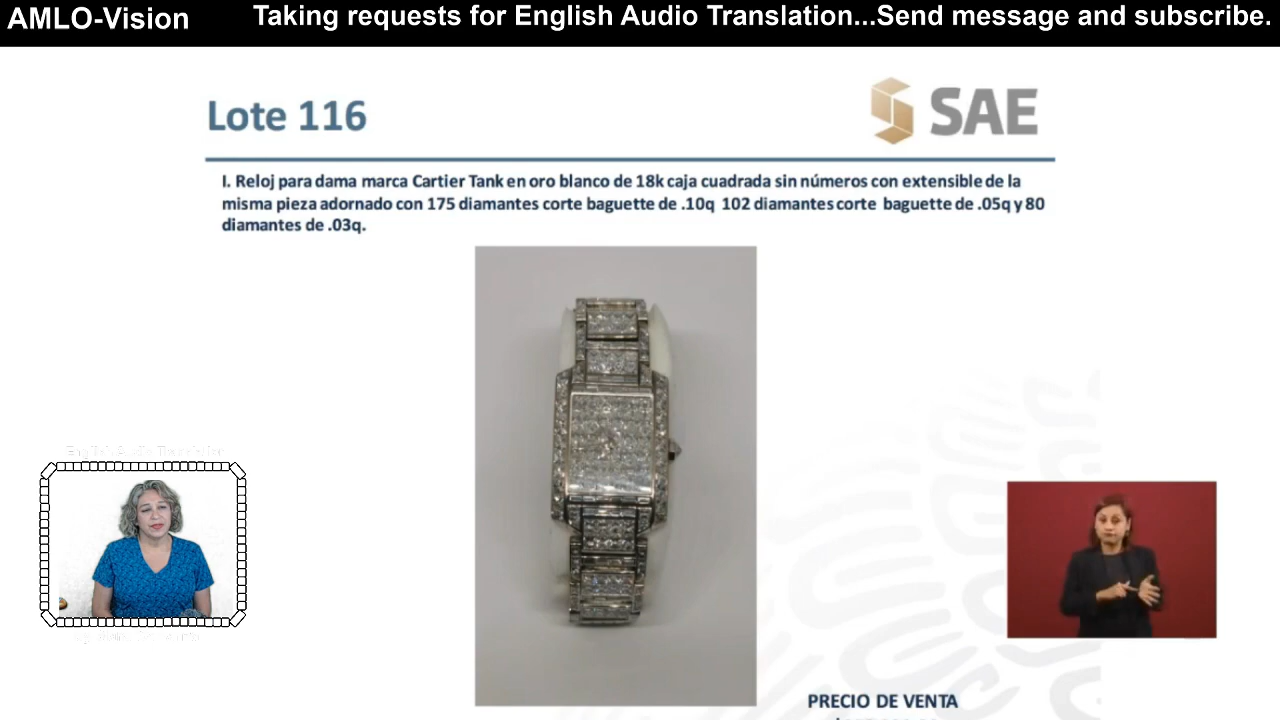 AMLO-Vision
Taking requests for English Audio Translation...Send message and subscribe.
Lote 116
SAE
I. Reloj para dama marca Cartier Tank en oro blanco de 18k caja cuadrada sin números con extensible de la
misma pieza adornado con 175 diamantes corte baguette de .10q 102 diamantes corte baguette de .05q y 80
diamantes de .03q.
English Audio Translation
PRECIO DE VENTA